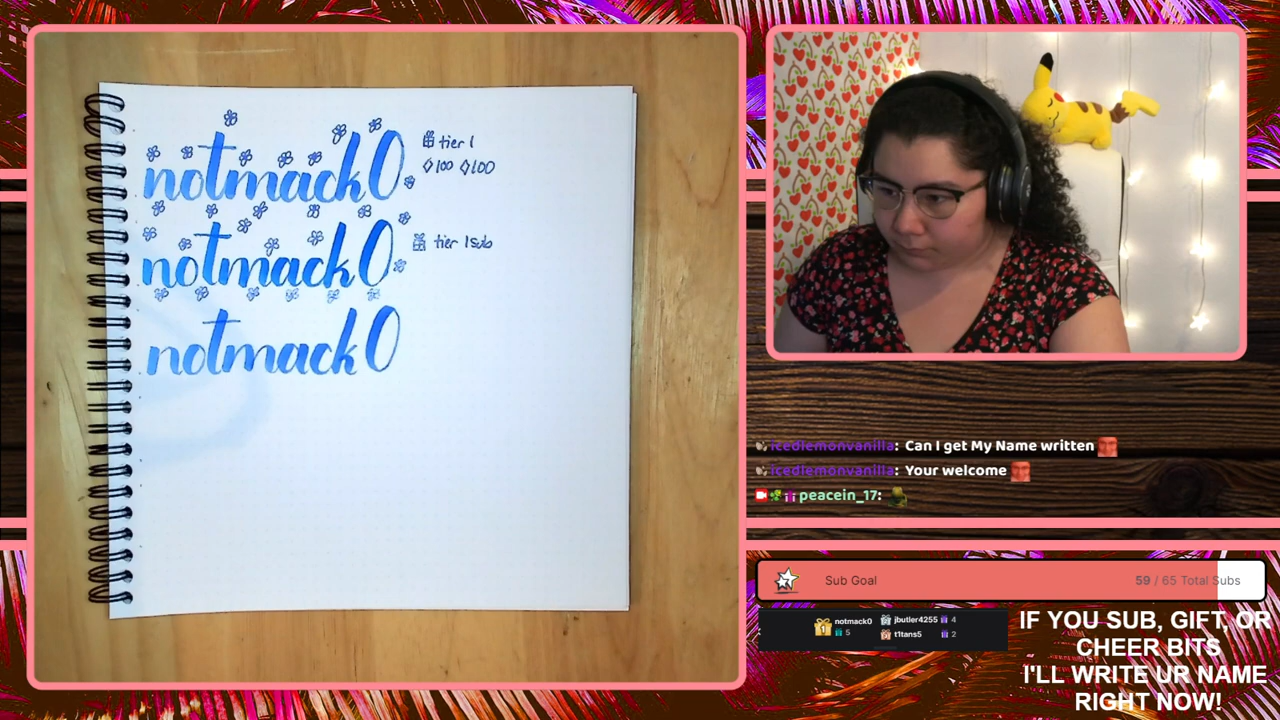 notmack0
tier 1
100 100
notmack0
tier 1 sub
notmack0
icedlemonvanilla: Can I get My Name written
icedlemonvanilla: Your welcome
peacein_17:
Sub Goal
59 / 65 Total Subs
1
notmack0
5
jbutler4255 4
t1tans5 2
IF YOU SUB, GIFT, OR
CHEER BITS
I'LL WRITE UR NAME
RIGHT NOW!